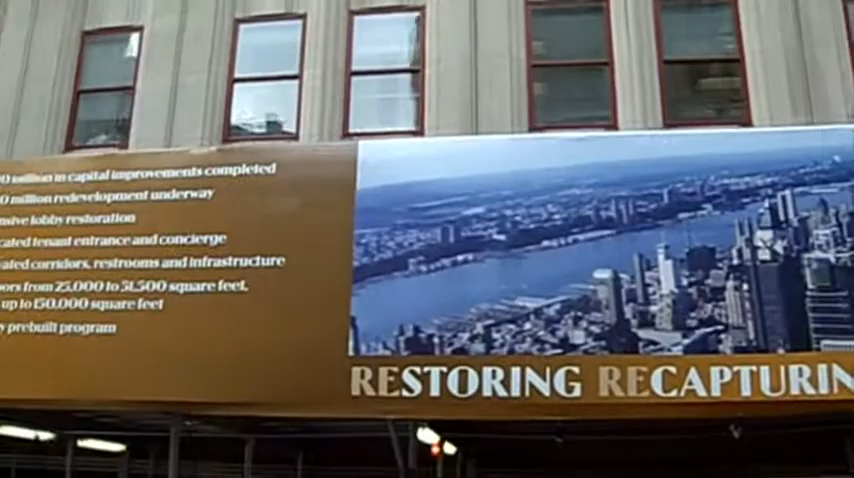 0 million in capital improvements completed
0 million redevelopment underway
nsive lobby restoration
cated tenant entrance and concierge
ated corridors, restrooms and infrastructure
ors from 25,000 to 51,500 square feet,
up to 150,000 square feet
y prebuilt program
RESTORING RECAPTURIN